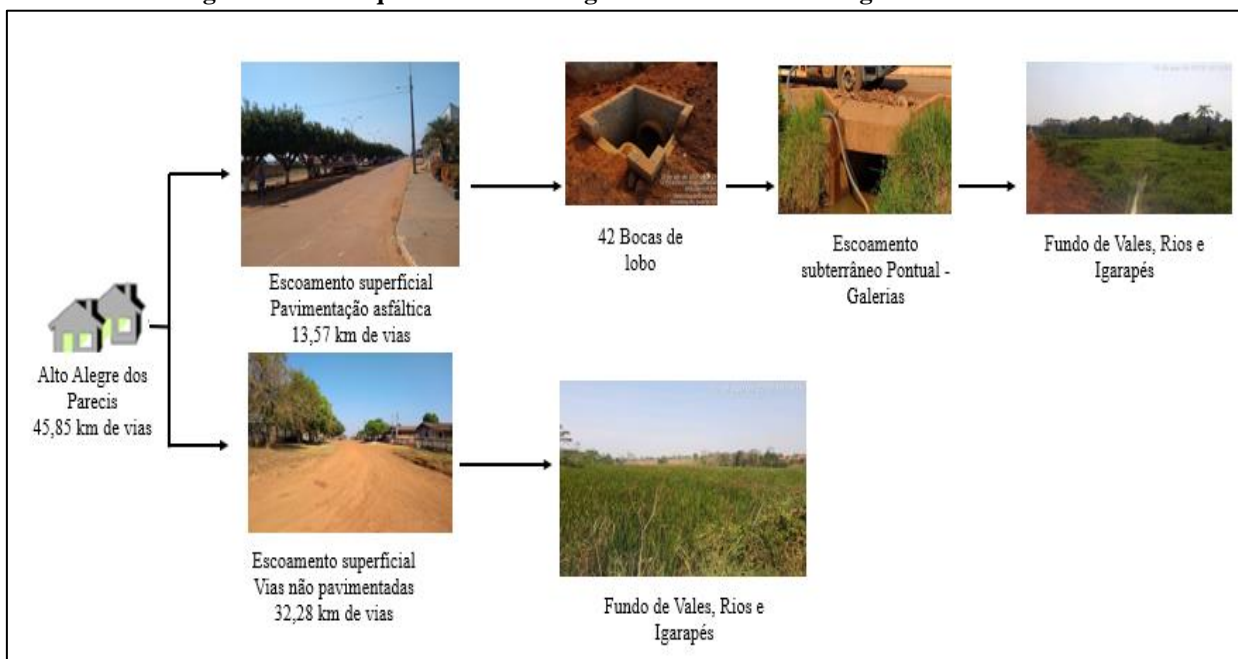 Alto Alegre dos
Parecis
45,85 km de vias
Escoamento superficial
Pavimentação asfáltica
13,57 km de vias
42 Bocas de
lobo
Escoamento
subterrâneo Pontual -
Galerias
Fundo de Vales, Rios e
Igarapés
Escoamento superficial
Vias não pavimentadas
32,28 km de vias
Fundo de Vales, Rios e
Igarapés